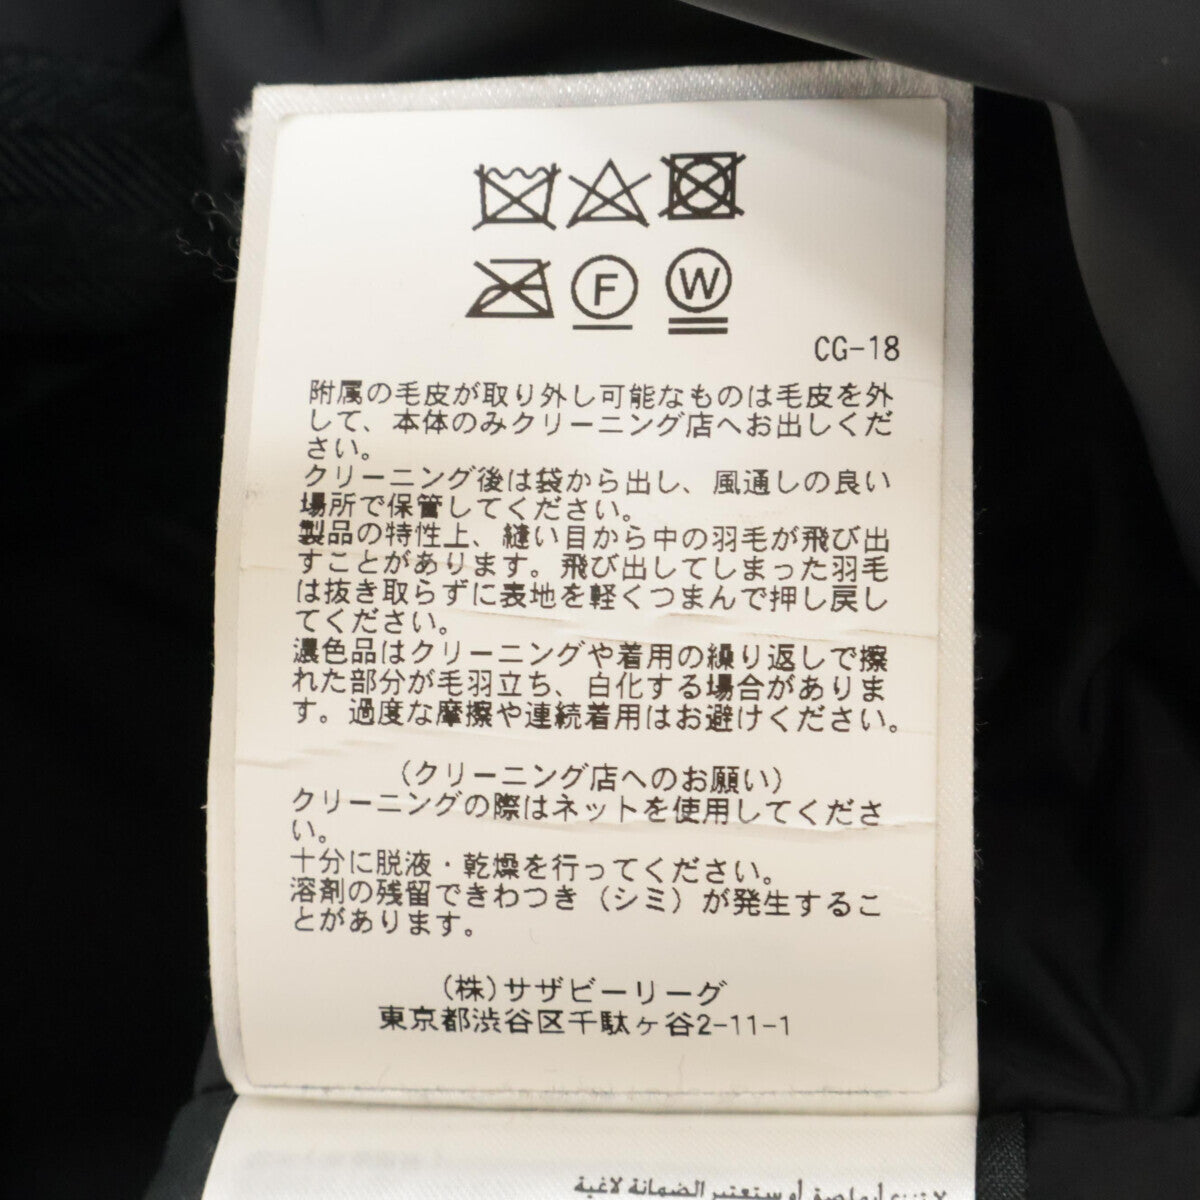 F W
CG-18
附属の毛皮が取り外し可能なものは毛皮を外
して、本体のみクリーニング店へお出しくだ
さい。
クリーニング後は袋から出し、風通しの良い
場所で保管してください。
製品の特性上、縫い目から中の羽毛が飛び出
すことがあります。飛び出してしまった羽毛
は抜き取らずに表地を軽くつまんで押し戻し
てください。
濃色品はクリーニングや着用の繰り返しで擦
れた部分が毛羽立ち、白化する場合がありま
す。過度な摩擦や連続着用はお避けください。
(クリーニング店へのお願い)
クリーニングの際はネットを使用してくださ
い。
十分に脱液・乾燥を行ってください。
溶剤の残留できわつき（シミ）が発生するこ
とがあります。
(株)サザビーリーグ
東京都渋谷区千駄ヶ谷2-11-1
أو ستعتبر الضمانة لاغية